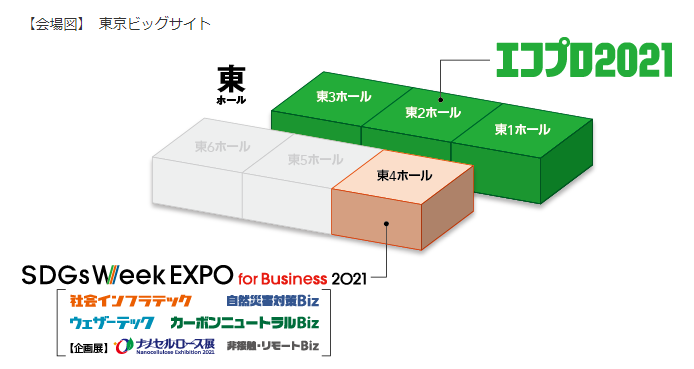 【会場図】 東京ビッグサイト
エコプロ2021
東
ホール
東3ホール
東2ホール
東1ホール
東6ホール
東5ホール
東4ホール
SDGsWeekEXPO for Business 2021
社会インフラテック 自然災害対策Biz
ウェザーテック カーボンニュートラルBiz
【企画展】 ナノセルロース展 非接触・リモートBiz
Nanocellulose Exhibition 2021